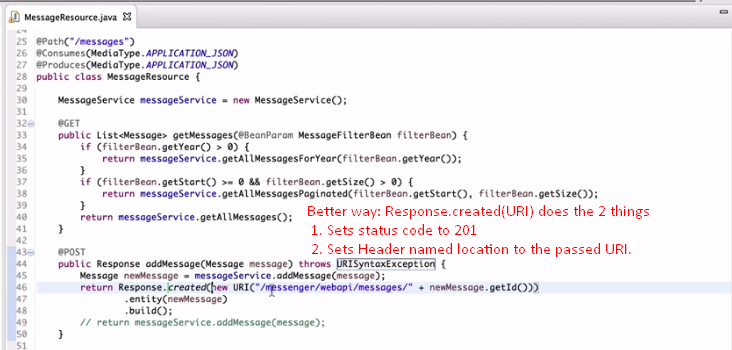 MessageResource.java
24
25 @Path("/messages")
26 @Consumes(MediaType.APPLICATION_JSON)
27 @Produces(MediaType.APPLICATION_JSON)
28 public class MessageResource {
29
30 MessageService messageService = new MessageService();
31
32 @GET
33 public List<Message> getMessages(@BeanParam MessageFilterBean filterBean) {
34 if (filterBean.getYear() > 0) {
35 return messageService.getAllMessagesForYear(filterBean.getYear());
36 }
37 if (filterBean.getStart() >= 0 && filterBean.getSize() > 0) {
38 return messageService.getAllMessagesPaginated(filterBean.getStart(), filterBean.getSize());
39 }
40 return messageService.getAllMessages();
41 }
42
Better way: Response.created(URI) does the 2 things
1. Sets status code to 201
2. Sets Header named location to the passed URI.
43 @POST
44 public Response addMessage(Message message) throws URISyntaxException {
45 Message newMessage = messageService.addMessage(message);
46 return Response.created(new URI("/messenger/webapi/messages/" + newMessage.getId()))
47 .entity(newMessage)
48 .build();
49 // return messageService.addMessage(message);
50 }
51